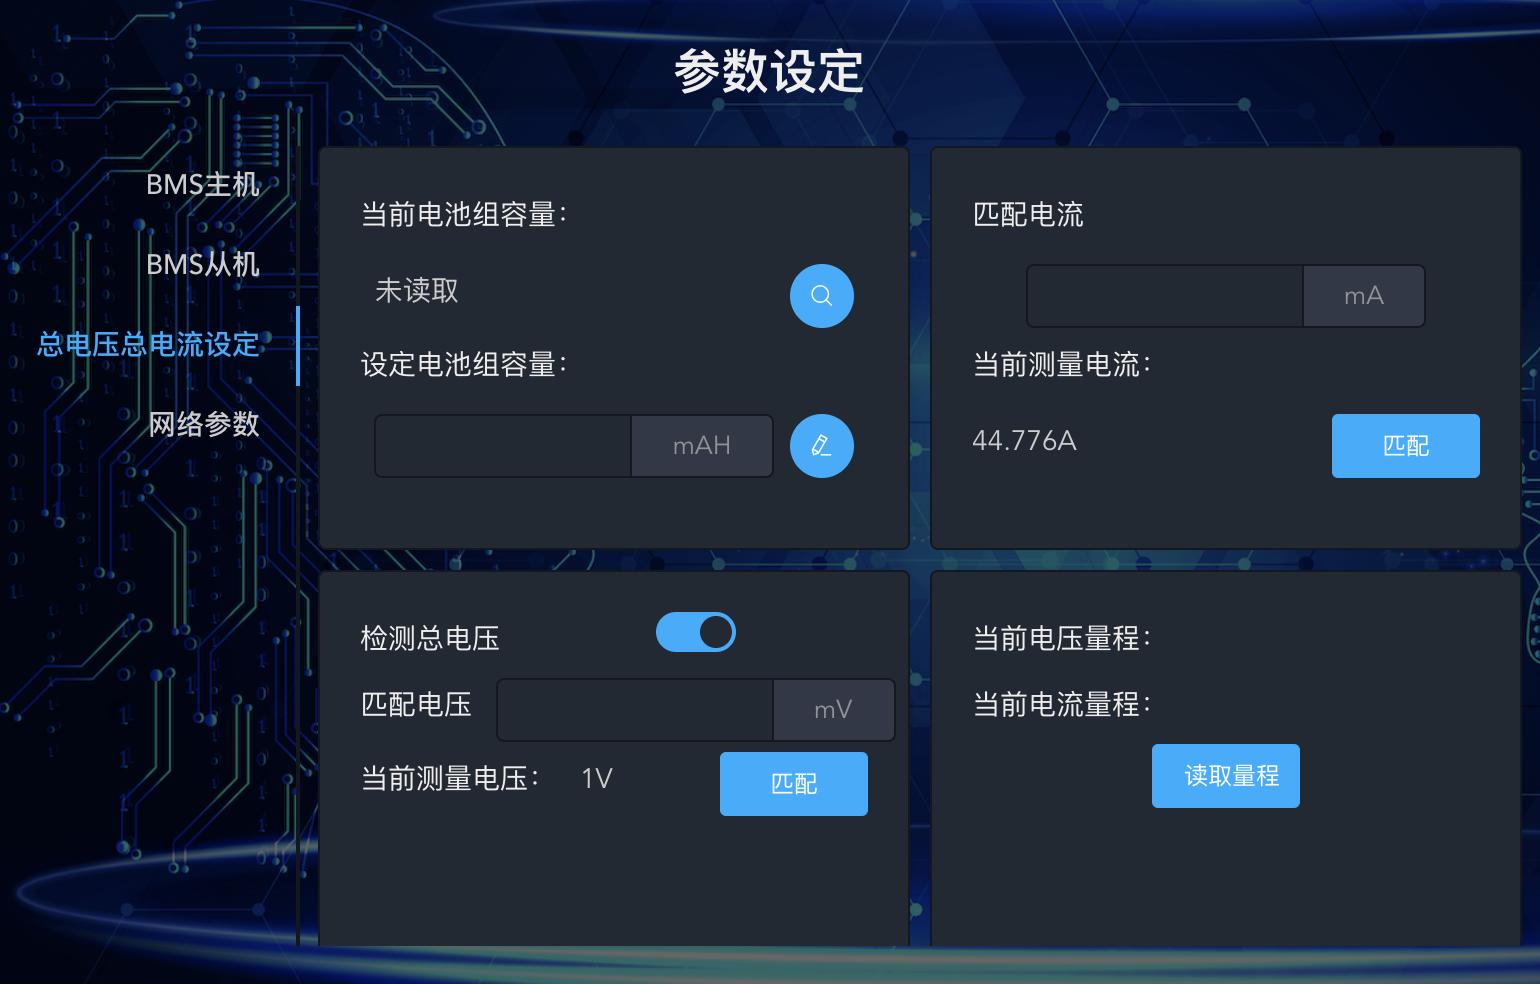 参数设定
BMS主机
BMS从机
总电压总电流设定
网络参数
当前电池组容量：
未读取
设定电池组容量：
mAH
匹配电流
mA
当前测量电流：
44.776A
匹配
检测总电压
匹配电压
mV
当前测量电压：
1V
匹配
当前电压量程：
当前电流量程：
读取量程